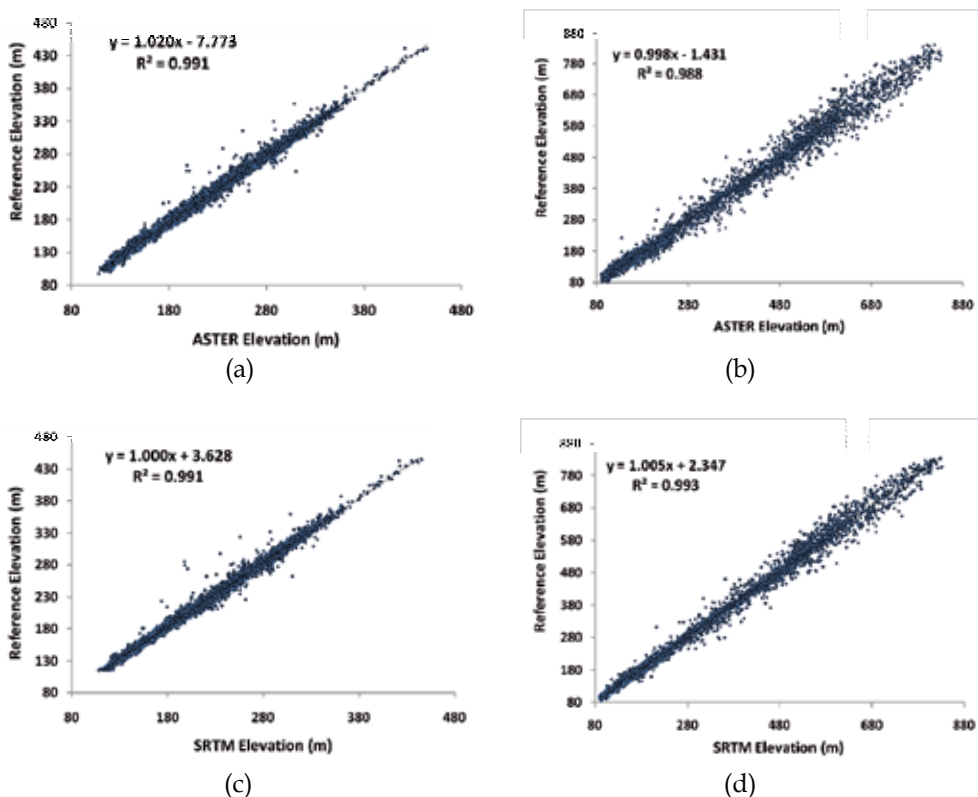 480
430
380
330
280
230
180
130
80
y = 1.020x - 7.773
R² = 0.991
Reference Elevation (m)
80 180 280 380 480
ASTER Elevation (m)
(a)
880
780
680
580
480
380
280
180
80
y = 0.998x - 1.431
R² = 0.988
Reference Elevation (m)
80 280 480 680 880
ASTER Elevation (m)
(b)
480
430
380
330
280
230
180
130
80
y = 1.000x + 3.628
R² = 0.991
Reference Elevation (m)
80 180 280 380 480
SRTM Elevation (m)
(c)
880
780
680
580
480
380
280
180
80
y = 1.005x + 2.347
R² = 0.993
Reference Elevation (m)
80 280 480 680 880
SRTM Elevation (m)
(d)